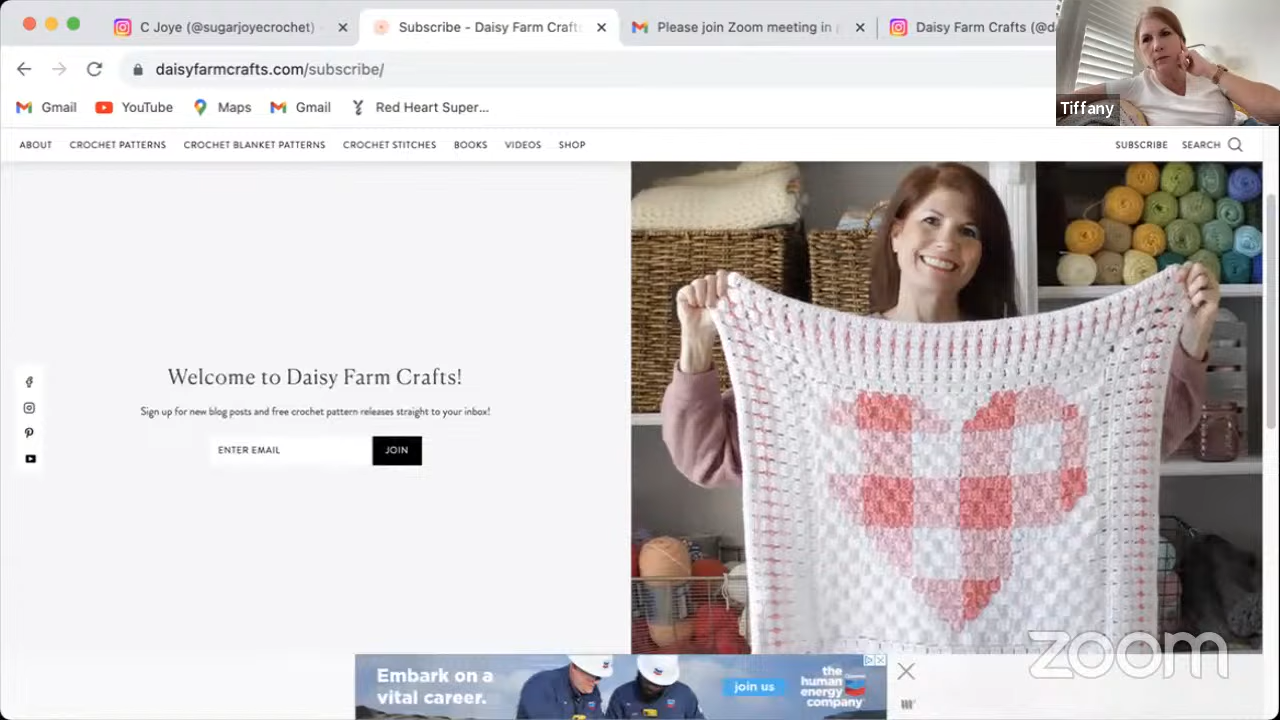 C Joye (@sugarjoyecrochet)
Subscribe - Daisy Farm Crafts
Please join Zoom meeting in
Daisy Farm Crafts (@d
daisyfarmcrafts.com/subscribe/
Gmail YouTube Maps Gmail Red Heart Super...
Tiffany
ABOUT CROCHET PATTERNS CROCHET BLANKET PATTERNS CROCHET STITCHES BOOKS VIDEOS SHOP SUBSCRIBE SEARCH
Welcome to Daisy Farm Crafts!
Sign up for new blog posts and free crochet pattern releases straight to your inbox!
ENTER EMAIL JOIN
Embark on a
vital career.
join us
the
human
energy
company
zoom